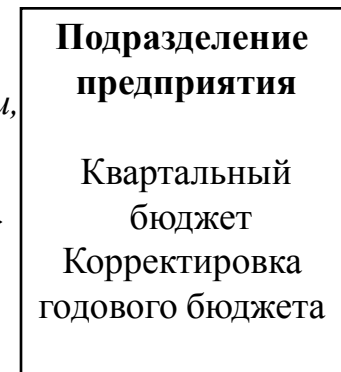 Подразделение
предприятия
Квартальный
бюджет
Корректировка
годового бюджета